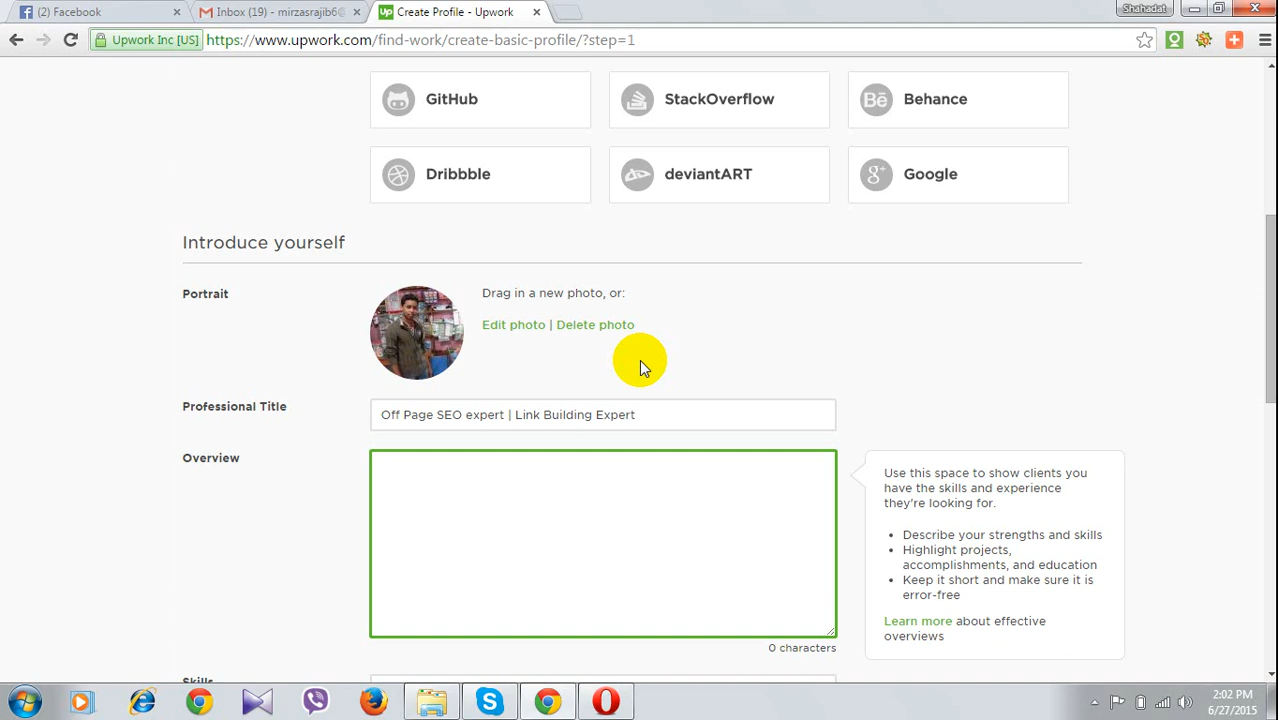 (2) Facebook
Inbox (19) - mirzasrajib6@
Create Profile - Upwork
Shahadat
Upwork Inc [US]
https://www.upwork.com/find-work/create-basic-profile/?step=1
GitHub
StackOverflow
Behance
Dribbble
deviantART
Google
Introduce yourself
Portrait
Drag in a new photo, or:
Edit photo | Delete photo
Professional Title
Off Page SEO expert | Link Building Expert
Overview
Use this space to show clients you
have the skills and experience
they're looking for.
• Describe your strengths and skills
• Highlight projects,
accomplishments, and education
• Keep it short and make sure it is
error-free
Learn more about effective
overviews
0 characters
Skills
2:02 PM
6/27/2015